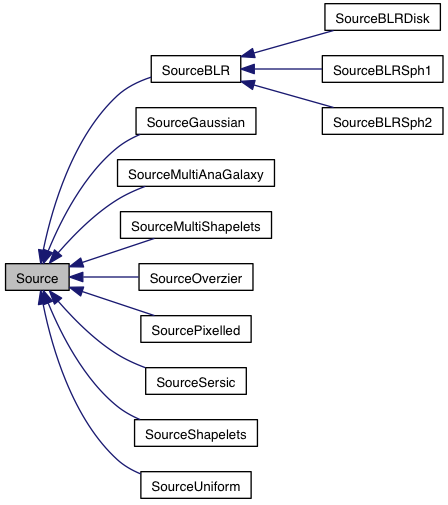 SourceBLRDisk
SourceBLR
SourceBLRSph1
SourceBLRSph2
SourceGaussian
SourceMultiAnaGalaxy
SourceMultiShapelets
Source
SourceOverzier
SourcePixelled
SourceSersic
SourceShapelets
SourceUniform